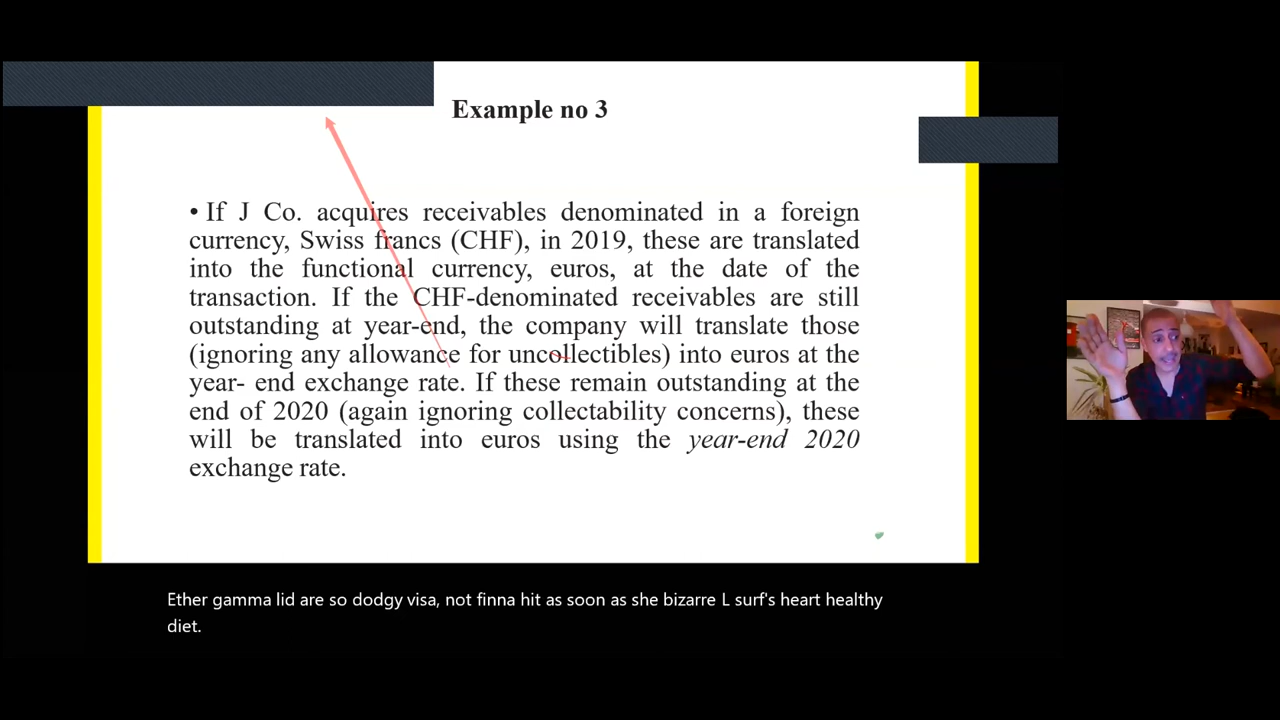 Example no 3
• If J Co. acquires receivables denominated in a foreign
currency, Swiss francs (CHF), in 2019, these are translated
into the functional currency, euros, at the date of the
transaction. If the CHF-denominated receivables are still
outstanding at year-end, the company will translate those
(ignoring any allowance for uncollectibles) into euros at the
year- end exchange rate. If these remain outstanding at the
end of 2020 (again ignoring collectability concerns), these
will be translated into euros using the year-end 2020
exchange rate.
Ether gamma lid are so dodgy visa, not finna hit as soon as she bizarre L surf's heart healthy
diet.